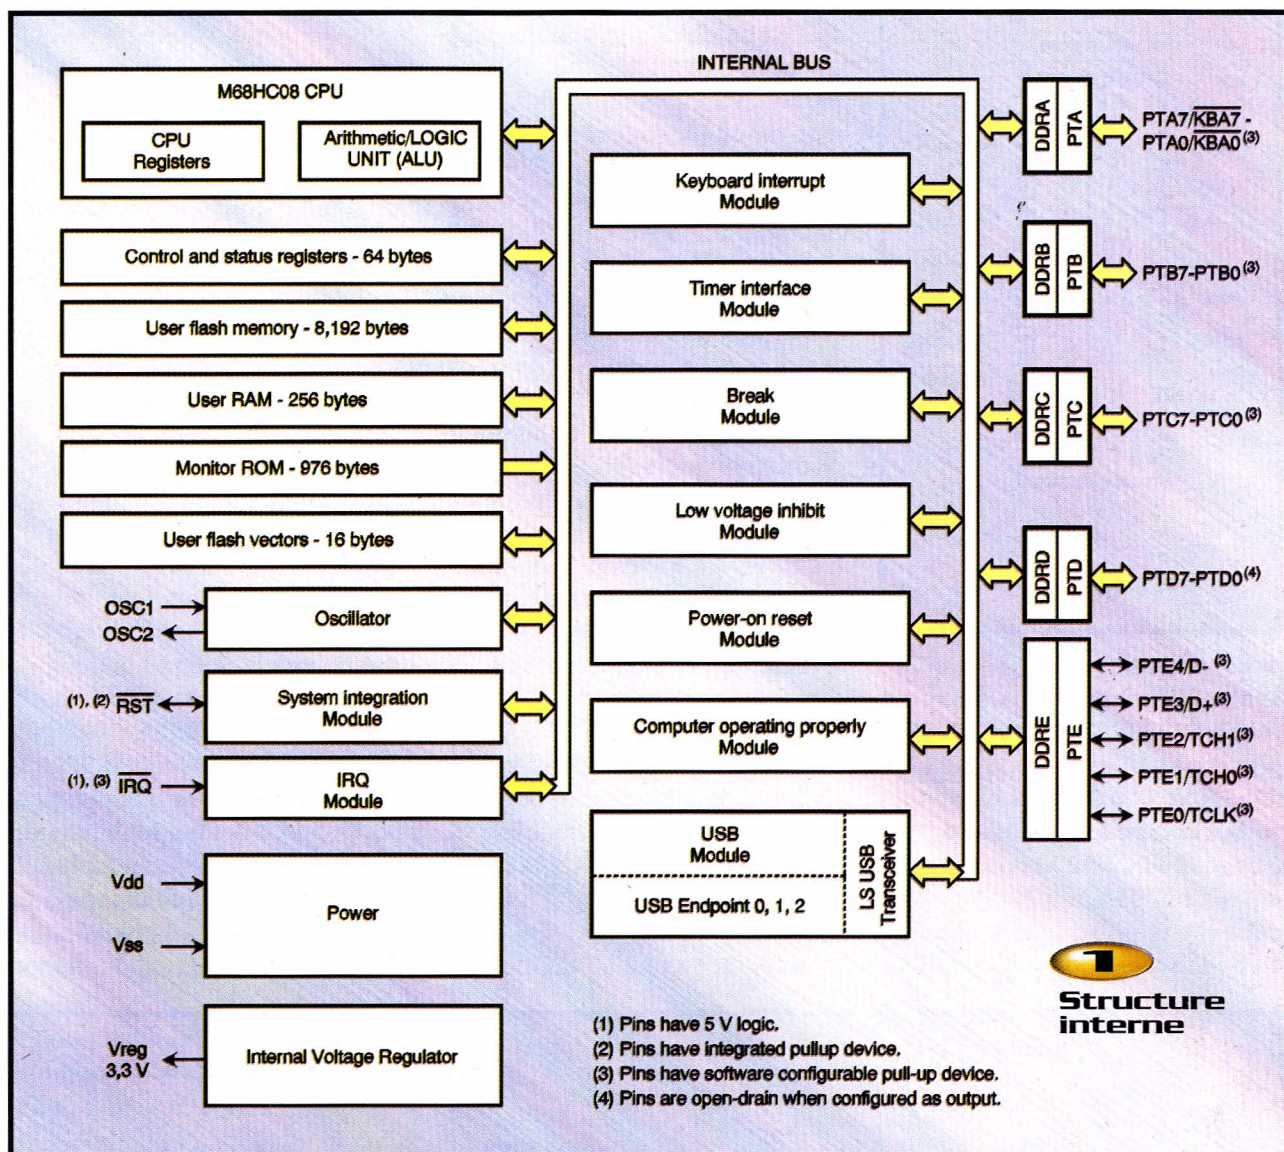 INTERNAL BUS
M68HC08 CPU
CPU
Registers
Arithmetic/LOGIC
UNIT (ALU)
Control and status registers - 64 bytes
User flash memory - 8,192 bytes
User RAM - 256 bytes
Monitor ROM - 976 bytes
User flash vectors - 16 bytes
OSC1
OSC2
Oscillator
(1), (2) RST
System integration
Module
(1), (3) IRQ
IRQ
Module
Vdd
Vss
Power
Vreg
3,3 V
Internal Voltage Regulator
Keyboard interrupt
Module
Timer interface
Module
Break
Module
Low voltage inhibit
Module
Power-on reset
Module
Computer operating properly
Module
USB
Module
USB Endpoint 0, 1, 2
LS USB
Transceiver
DDRA
PTA
PTA7/KBA7 -
PTA0/KBA0 (3)
DDRB
PTB
PTB7-PTB0 (3)
DDRC
PTC
PTC7-PTC0 (3)
DDRD
PTD
PTD7-PTD0 (4)
DDRE
PTE
PTE4/D- (3)
PTE3/D+ (3)
PTE2/TCH1 (3)
PTE1/TCH0 (3)
PTE0/TCLK (3)
(1) Pins have 5 V logic.
(2) Pins have integrated pullup device.
(3) Pins have software configurable pull-up device.
(4) Pins are open-drain when configured as output.
1
Structure
interne